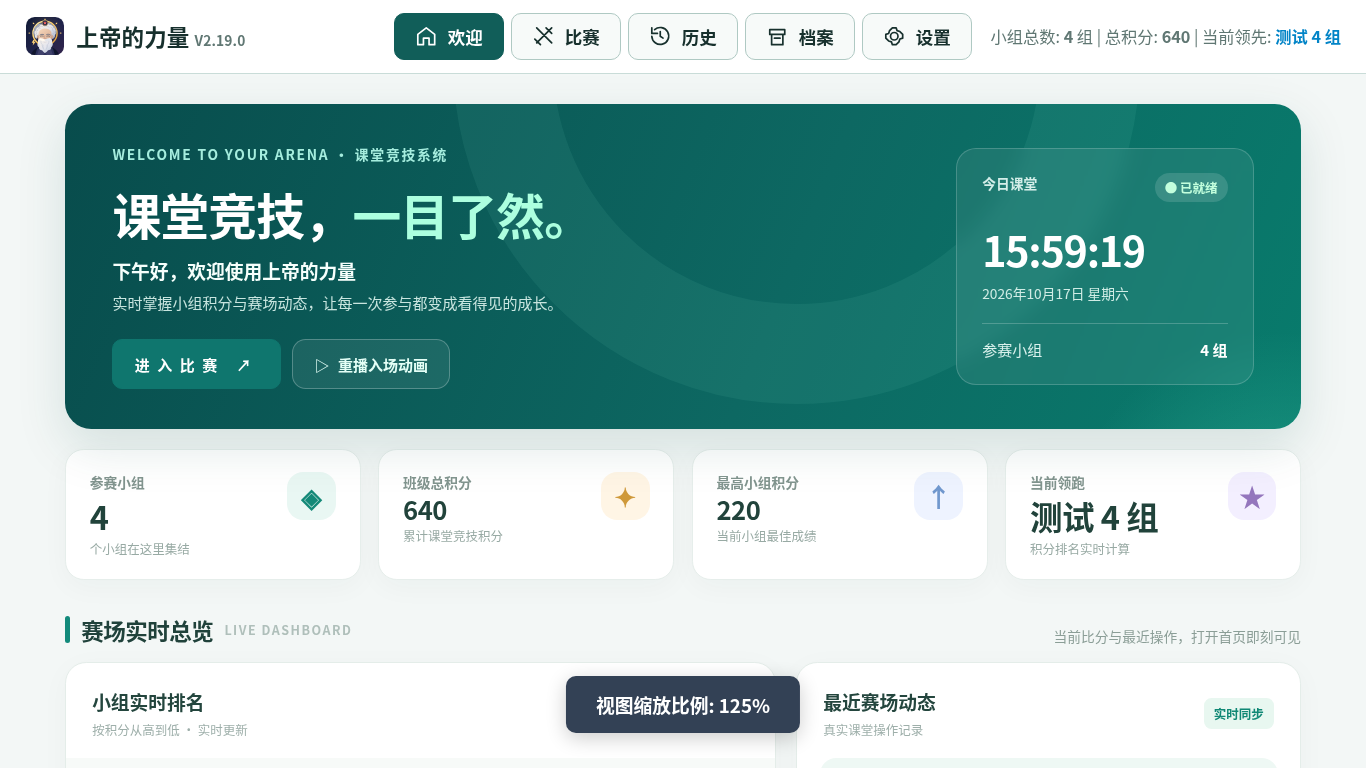 上帝的力量 V2.19.0
欢迎
比赛
历史
档案
设置
小组总数: 4 组 | 总积分: 640 | 当前领先: 测试 4 组
WELCOME TO YOUR ARENA • 课堂竞技系统
课堂竞技，一目了然。
下午好，欢迎使用上帝的力量
实时掌握小组积分与赛场动态，让每一次参与都变成看得见的成长。
进入比赛 ↗
▷ 重播入场动画
今日课堂
已就绪
15:59:19
2026年10月17日 星期六
参赛小组
4 组
参赛小组
4
个小组在这里集结
班级总积分
640
累计课堂竞技积分
最高小组积分
220
当前小组最佳成绩
当前领跑
测试 4 组
积分排名实时计算
赛场实时总览 LIVE DASHBOARD
当前比分与最近操作，打开首页即刻可见
小组实时排名
按积分从高到低 • 实时更新
视图缩放比例: 125%
最近赛场动态
真实课堂操作记录
实时同步